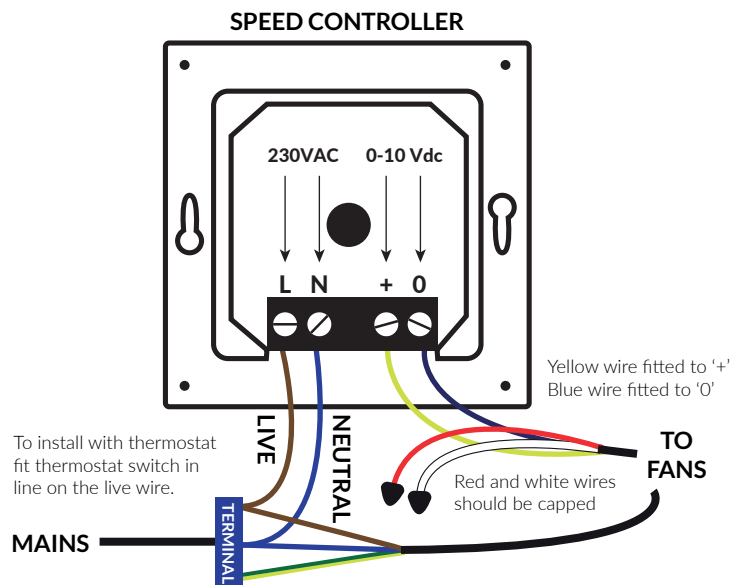 SPEED CONTROLLER
230VAC 0-10 Vdc
L N + 0
Yellow wire fitted to ‘+’
Blue wire fitted to ‘0’
LIVE
NEUTRAL
To install with thermostat
fit thermostat switch in
line on the live wire.
TO
FANS
Red and white wires
should be capped
TERMINAL
MAINS